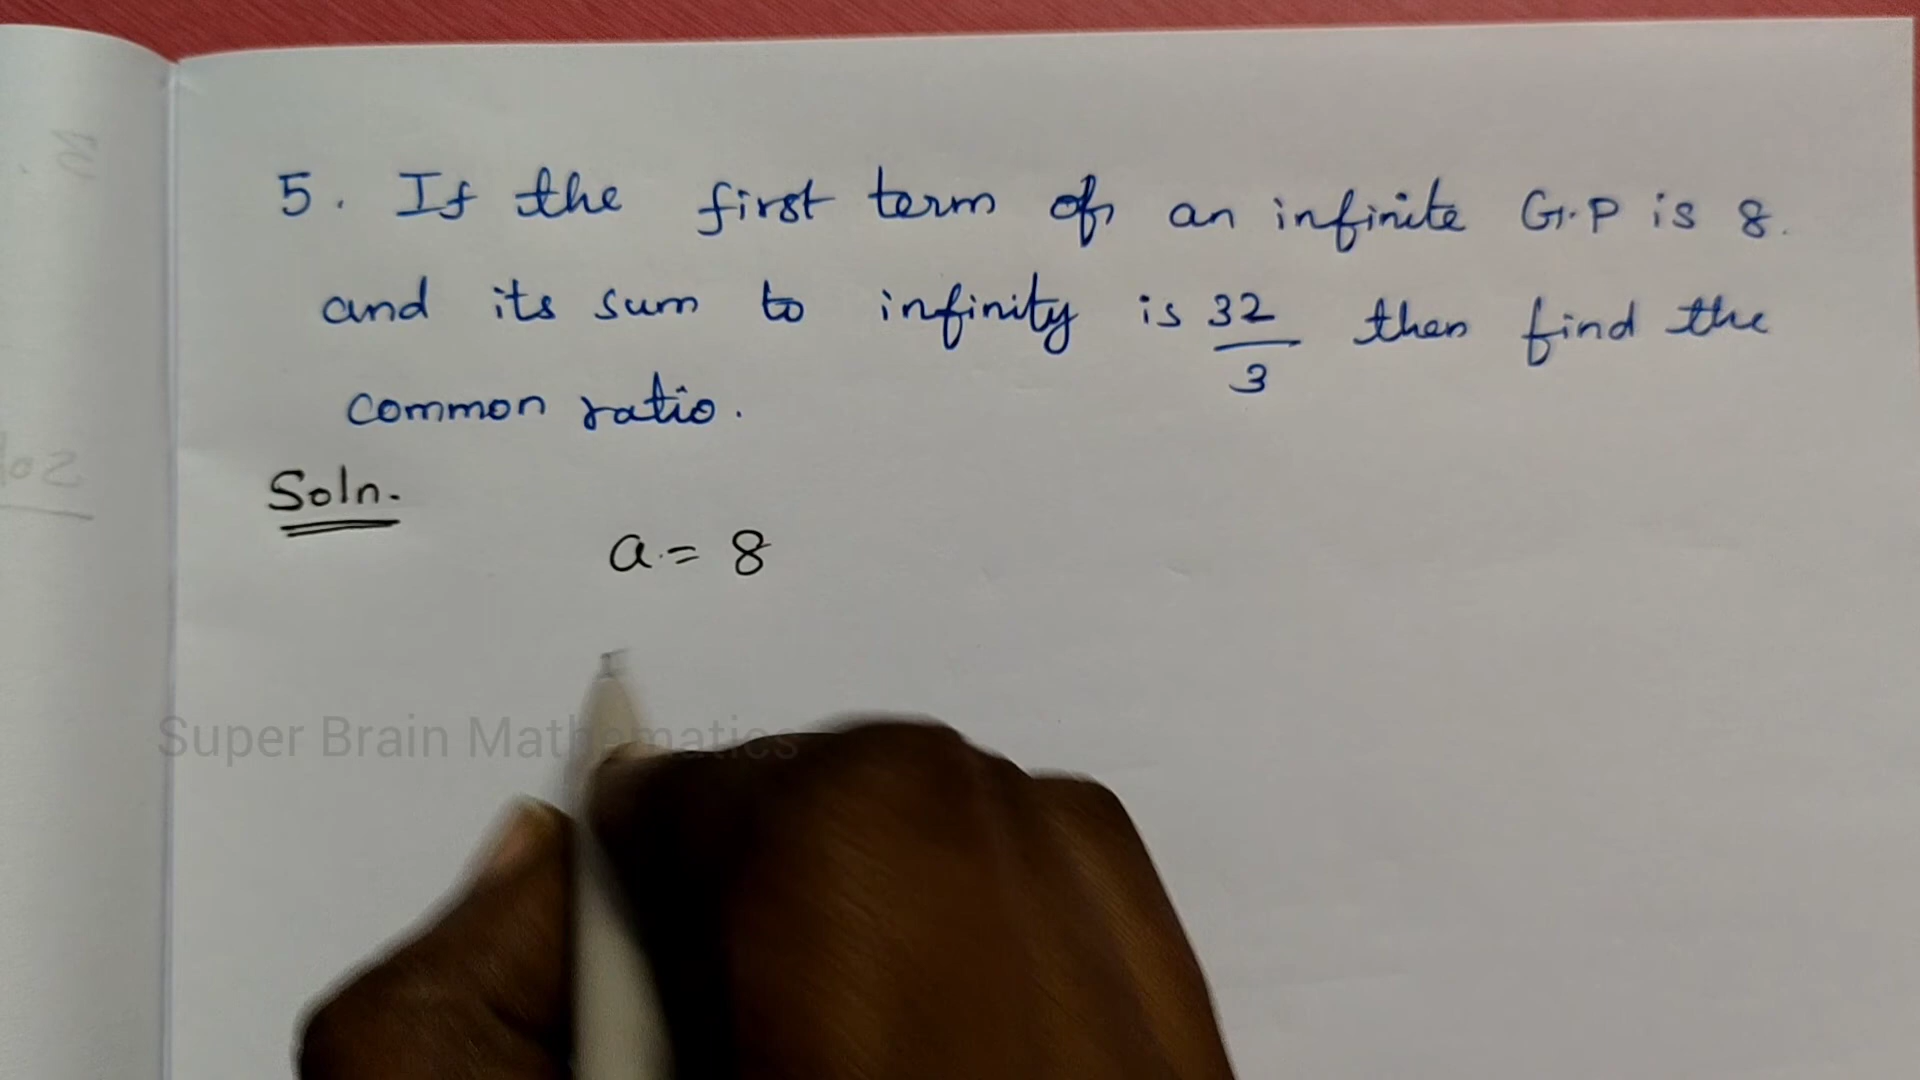 5. If the first term of an infinite G.P is 8.
and its sum to infinity is 32/3 then find the
common ratio.
Soln.
a = 8
Super Brain Mathematics